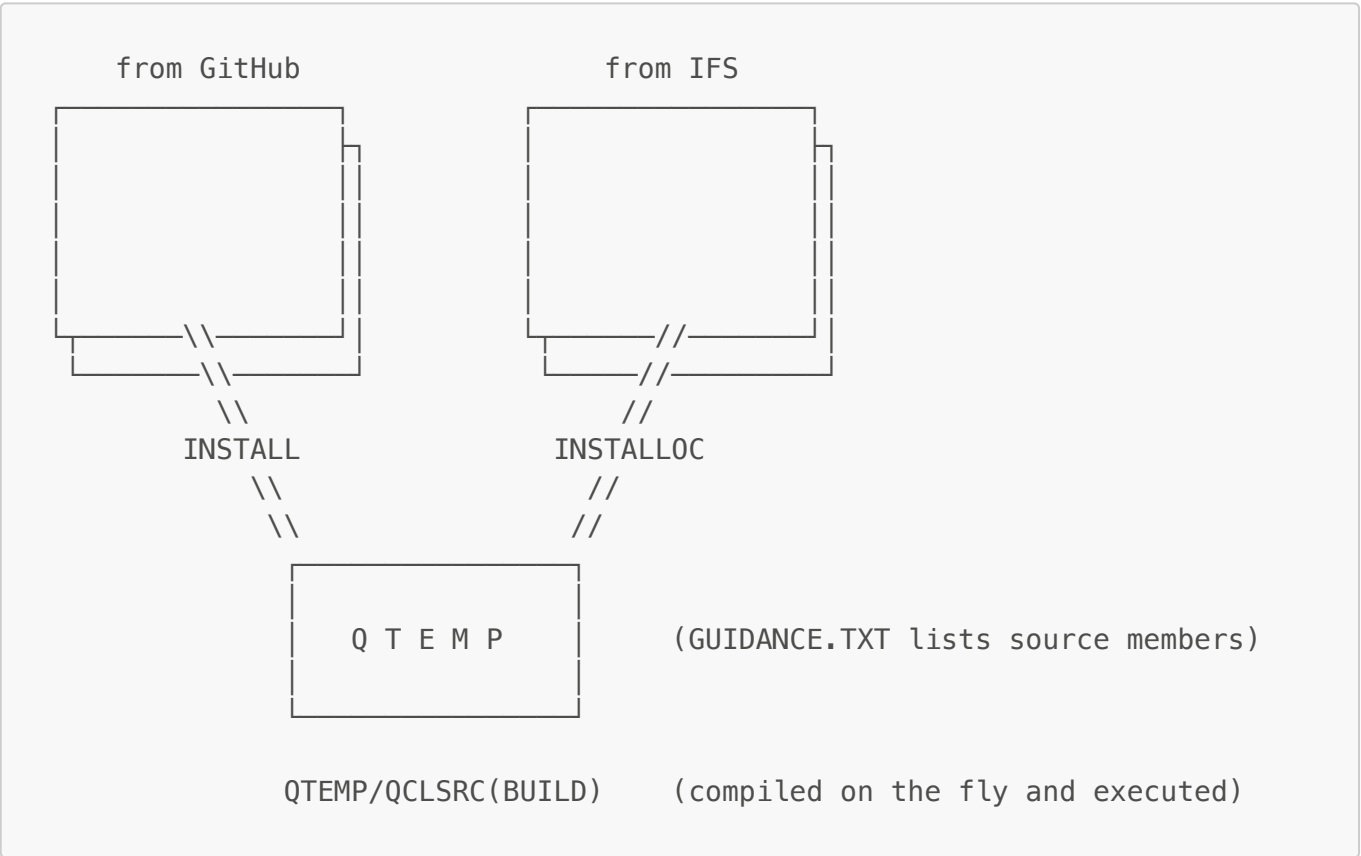 from GitHub from IFS
INSTALL INSTALLOC
Q T E M P (GUIDANCE.TXT lists source members)
QTEMP/QCLSRC(BUILD) (compiled on the fly and executed)